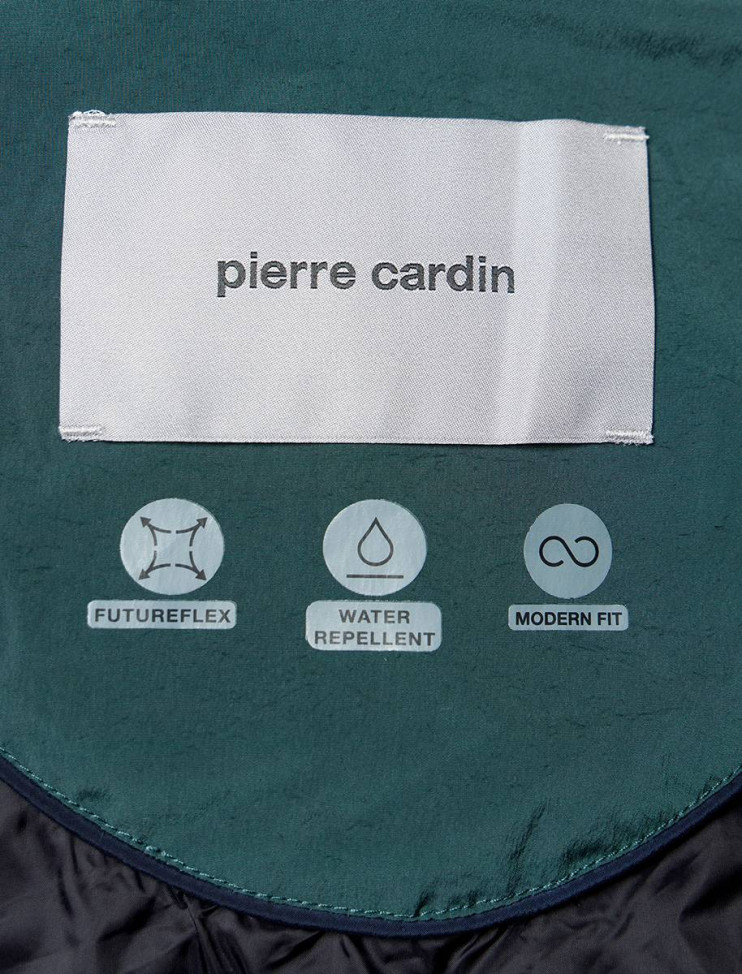 pierre cardin
FUTUREFLEX
WATER
REPELLENT
MODERN FIT